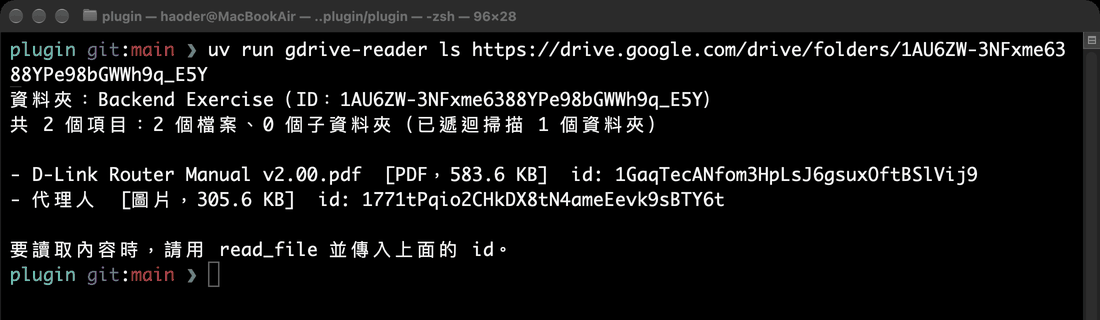 plugin — haoder@MacBookAir — ..plugin/plugin — -zsh — 96×28
plugin git:main ❯ uv run gdrive-reader ls https://drive.google.com/drive/folders/1AU6ZW-3NFxme63
88YPe98bGWWh9q_E5Y
資料夾：Backend Exercise（ID：1AU6ZW-3NFxme6388YPe98bGWWh9q_E5Y）
共 2 個項目：2 個檔案、0 個子資料夾（已遞迴掃描 1 個資料夾）
- D-Link Router Manual v2.00.pdf  [PDF，583.6 KB]  id: 1GaqTecANfom3HpLsJ6gsuxOftBSlVij9
- 代理人  [圖片，305.6 KB]  id: 1771tPqio2CHkDX8tN4ameEevk9sBTY6t
要讀取內容時，請用 read_file 並傳入上面的 id。
plugin git:main ❯